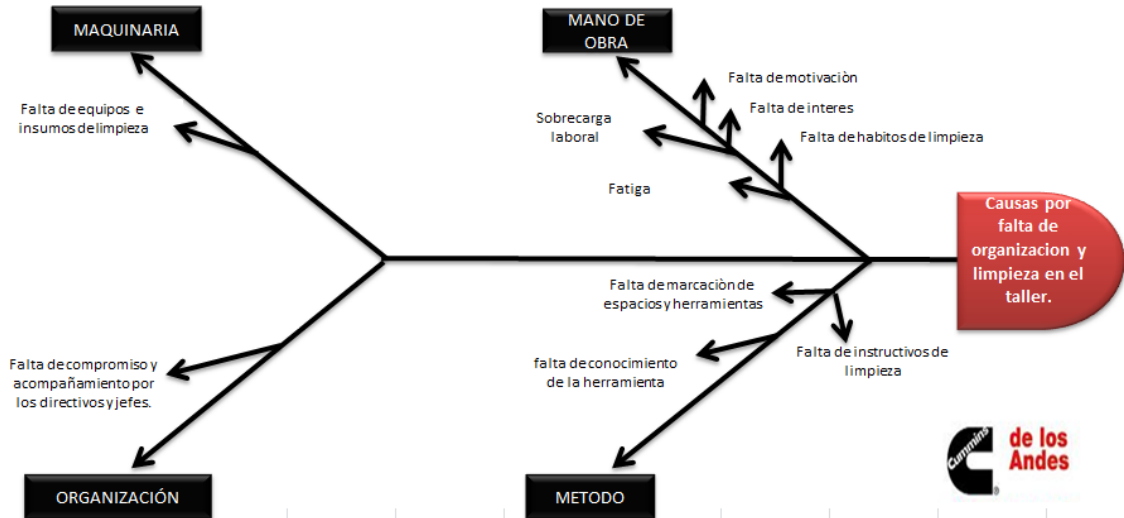 MAQUINARIA
MANO DE
OBRA
Falta de equipos e
insumos de limpieza
Falta de motivaciòn
Falta de interes
Sobrecarga
laboral
Falta de habitos de limpieza
Fatiga
Causas por
falta de
organizacion y
limpieza en el
taller.
Falta de marcaciòn de
espacios y herramientas
Falta de compromiso y
acompañamiento por
los directivos y jefes.
falta de conocimiento
de la herramienta
Falta de instructivos de
limpieza
ORGANIZACIÓN
METODO
Cummins
de los
Andes
®